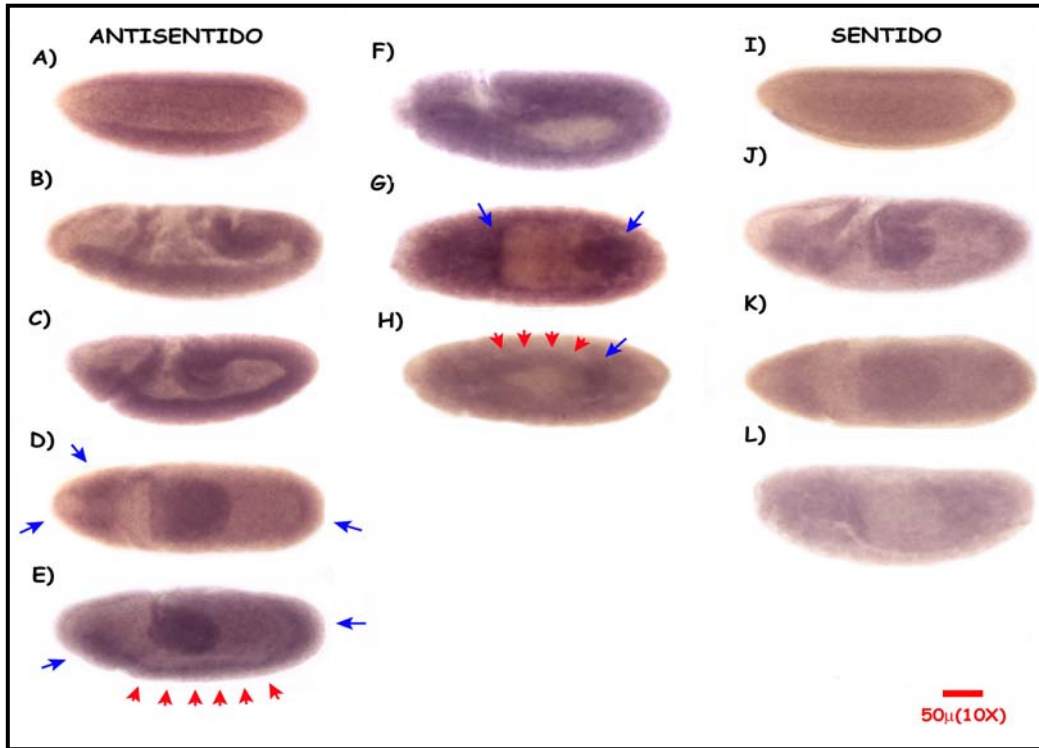 ANTISENTIDO
A)
B)
C)
D)
E)
F)
G)
H)
SENTIDO
I)
J)
K)
L)
50µ(10X)